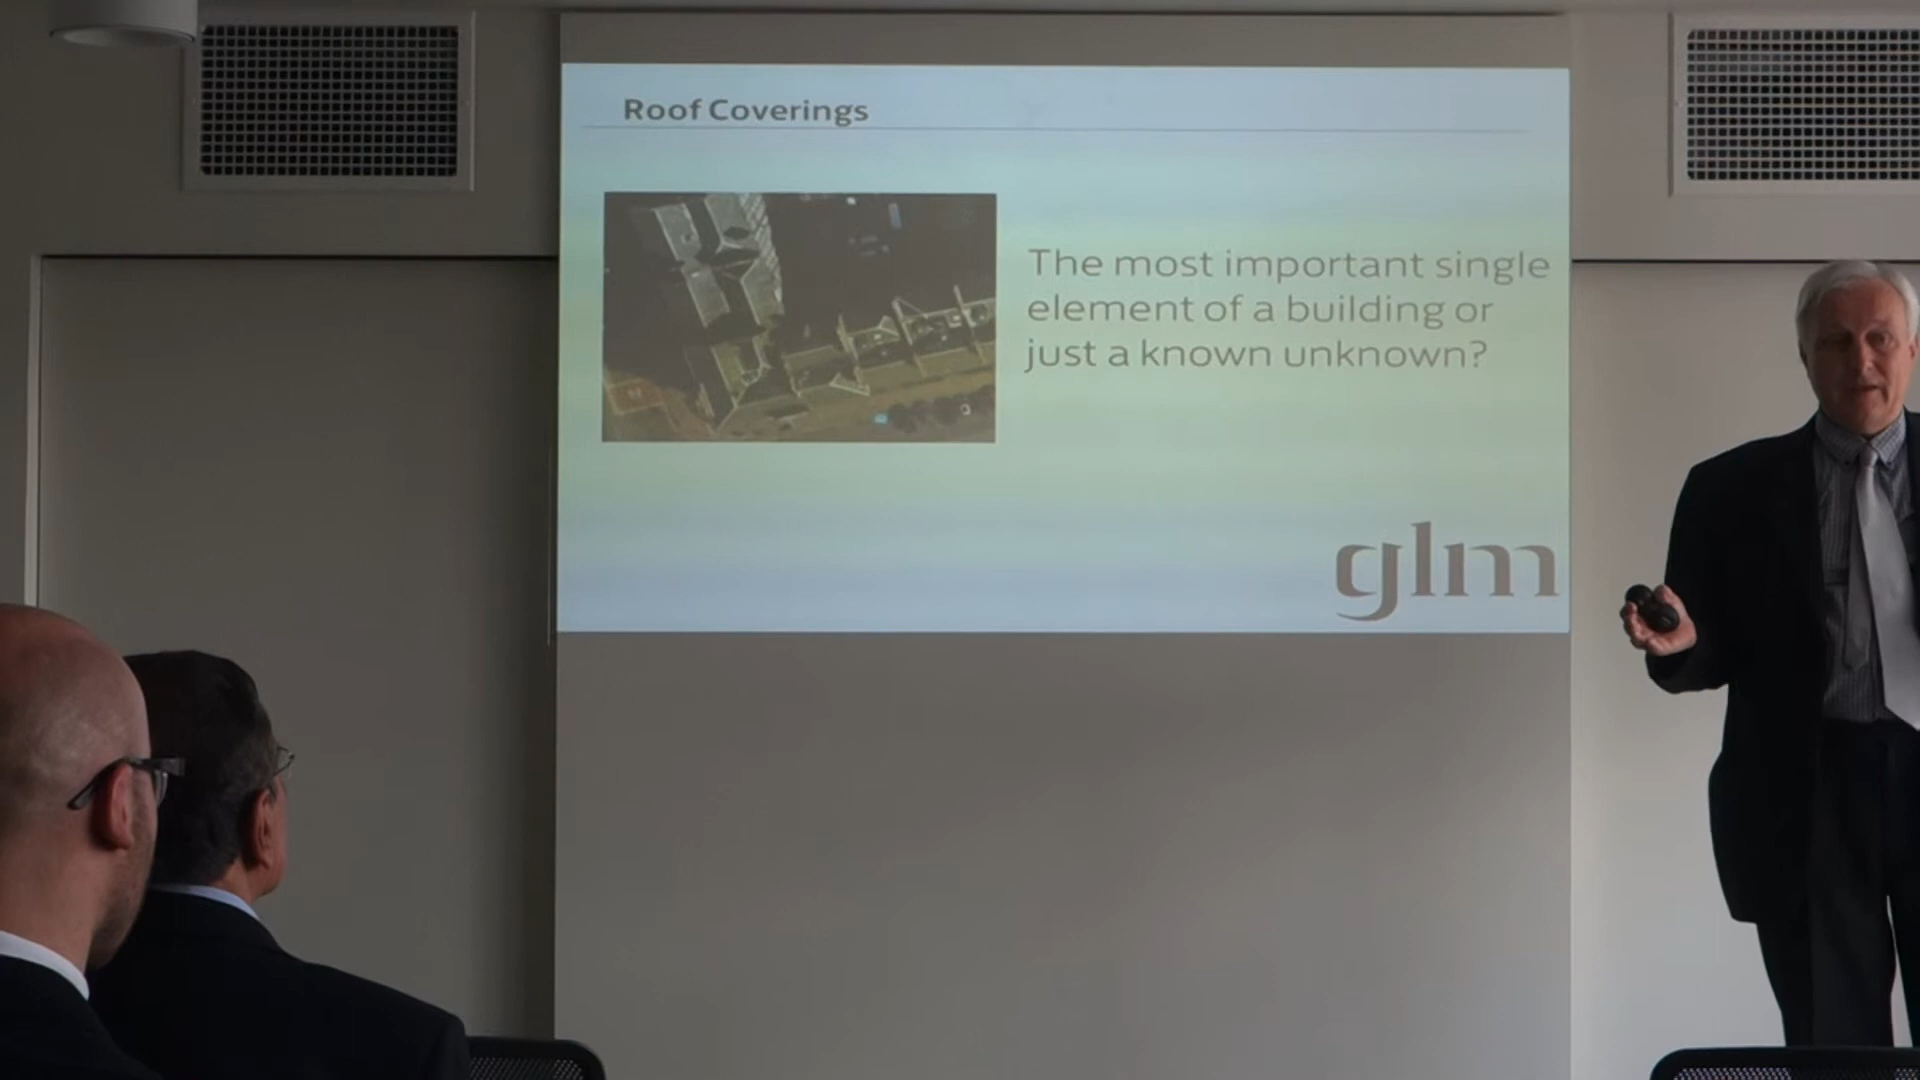 Roof Coverings
The most important single
element of a building or
just a known unknown?
glm